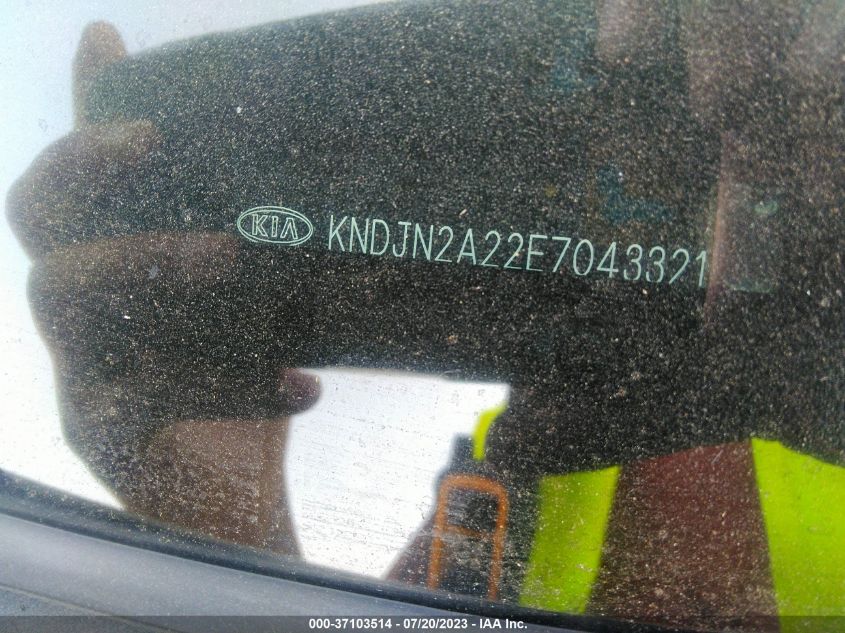 KIA KNDJN2A22E7043321
000-37103514 - 07/20/2023 - IAA Inc.